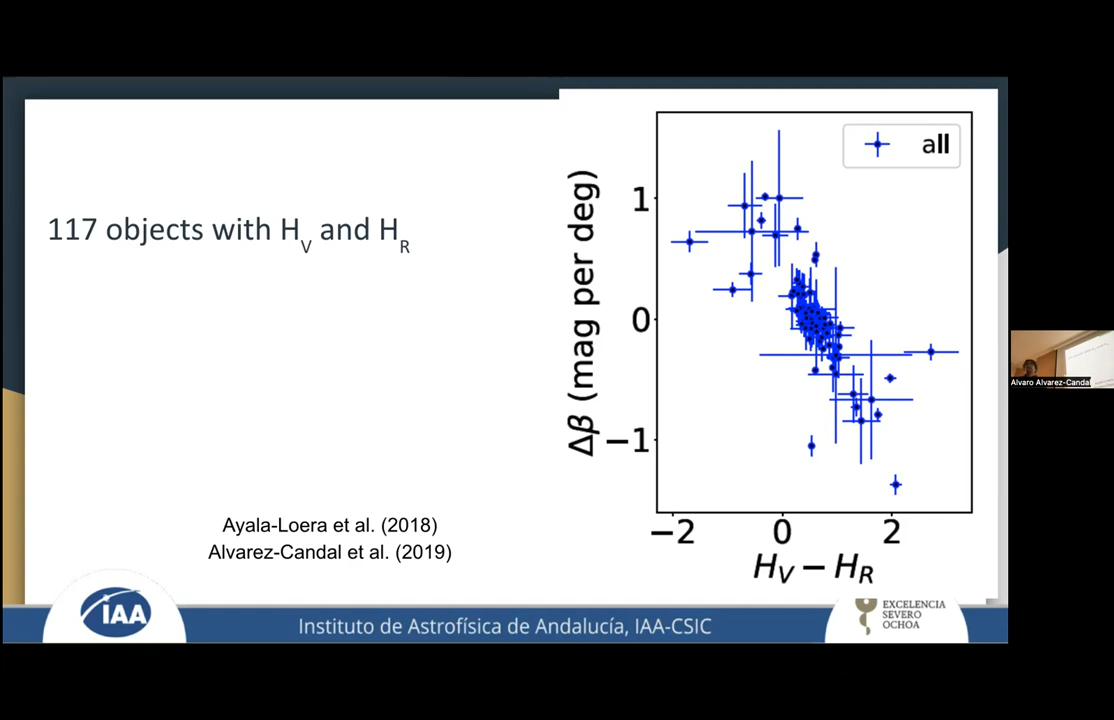 117 objects with H_V and H_R
Ayala-Loera et al. (2018)
Alvarez-Candal et al. (2019)
all
Δβ (mag per deg)
1
0
−1
−2 0 2
H_V − H_R
IAA
Instituto de Astrofísica de Andalucía, IAA-CSIC
EXCELENCIA
SEVERO
OCHOA
Alvaro Alvarez-Candal